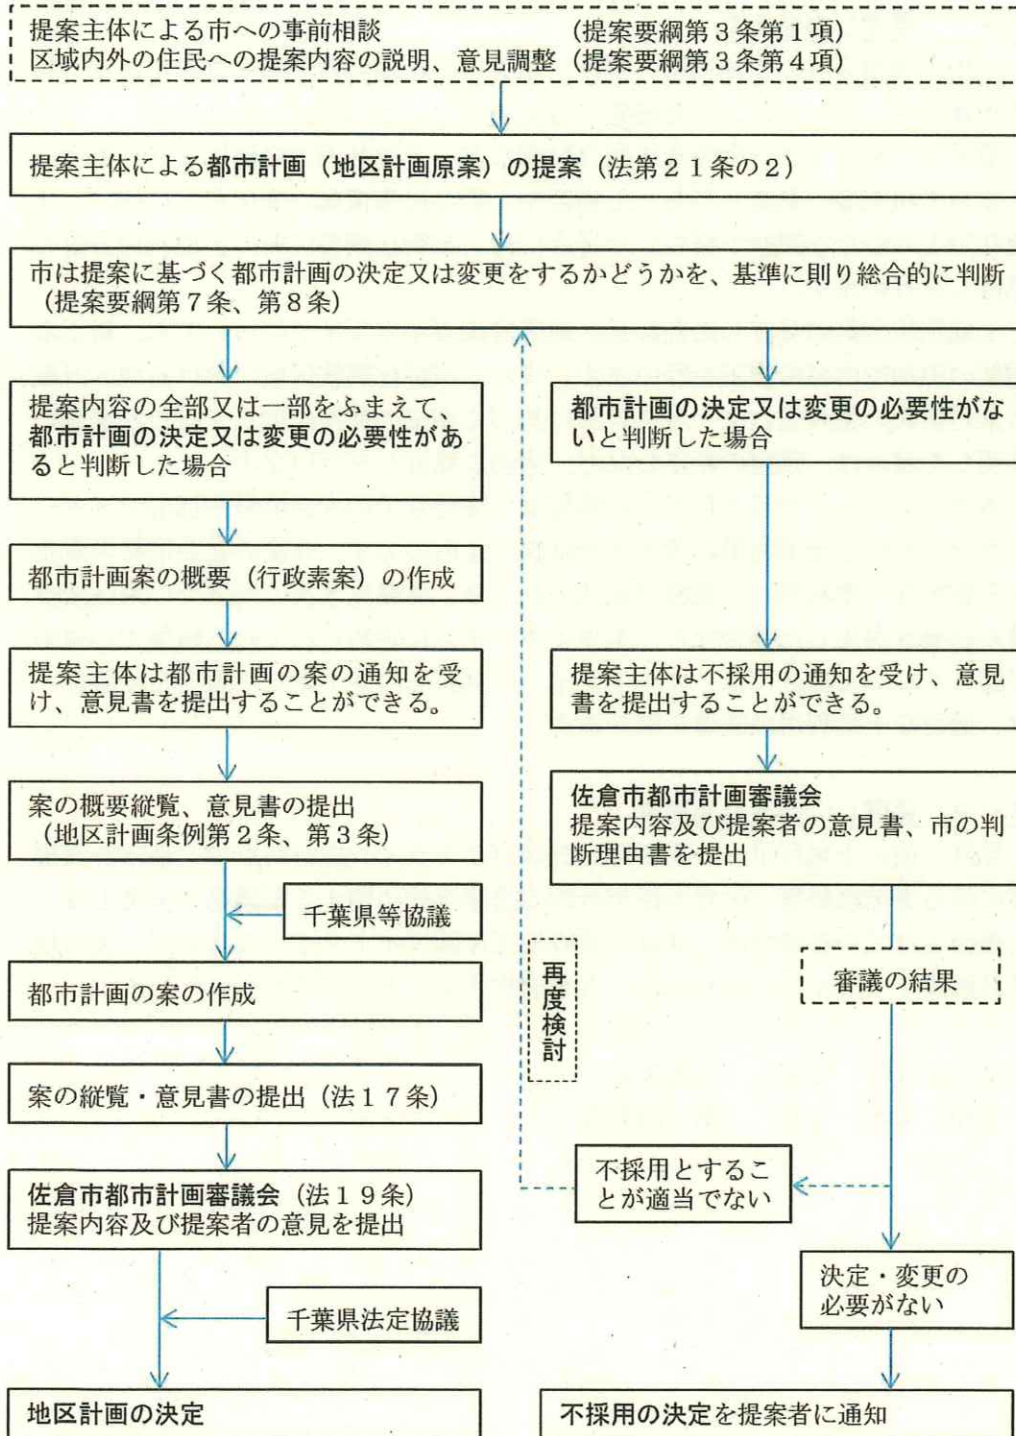 提案主体による市への事前相談 (提案要綱第3条第1項)
区域内外の住民への提案内容の説明、意見調整 (提案要綱第3条第4項)
提案主体による都市計画(地区計画原案)の提案(法第21条の2)
市は提案に基づく都市計画の決定又は変更をするかどうかを、基準に則り総合的に判断
(提案要綱第7条、第8条)
提案内容の全部又は一部をふまえて、
都市計画の決定又は変更の必要性があ
ると判断した場合
都市計画の決定又は変更の必要性がな
いと判断した場合
都市計画案の概要(行政素案)の作成
提案主体は都市計画の案の通知を受
け、意見書を提出することができる。
提案主体は不採用の通知を受け、意見
書を提出することができる。
案の概要縦覧、意見書の提出
(地区計画条例第2条、第3条)
佐倉市都市計画審議会
提案内容及び提案者の意見書、市の判
断理由書を提出
千葉県等協議
再度検討
審議の結果
都市計画の案の作成
案の縦覧・意見書の提出(法17条)
不採用とするこ
とが適当でない
佐倉市都市計画審議会(法19条)
提案内容及び提案者の意見を提出
決定・変更の
必要がない
千葉県法定協議
地区計画の決定
不採用の決定を提案者に通知